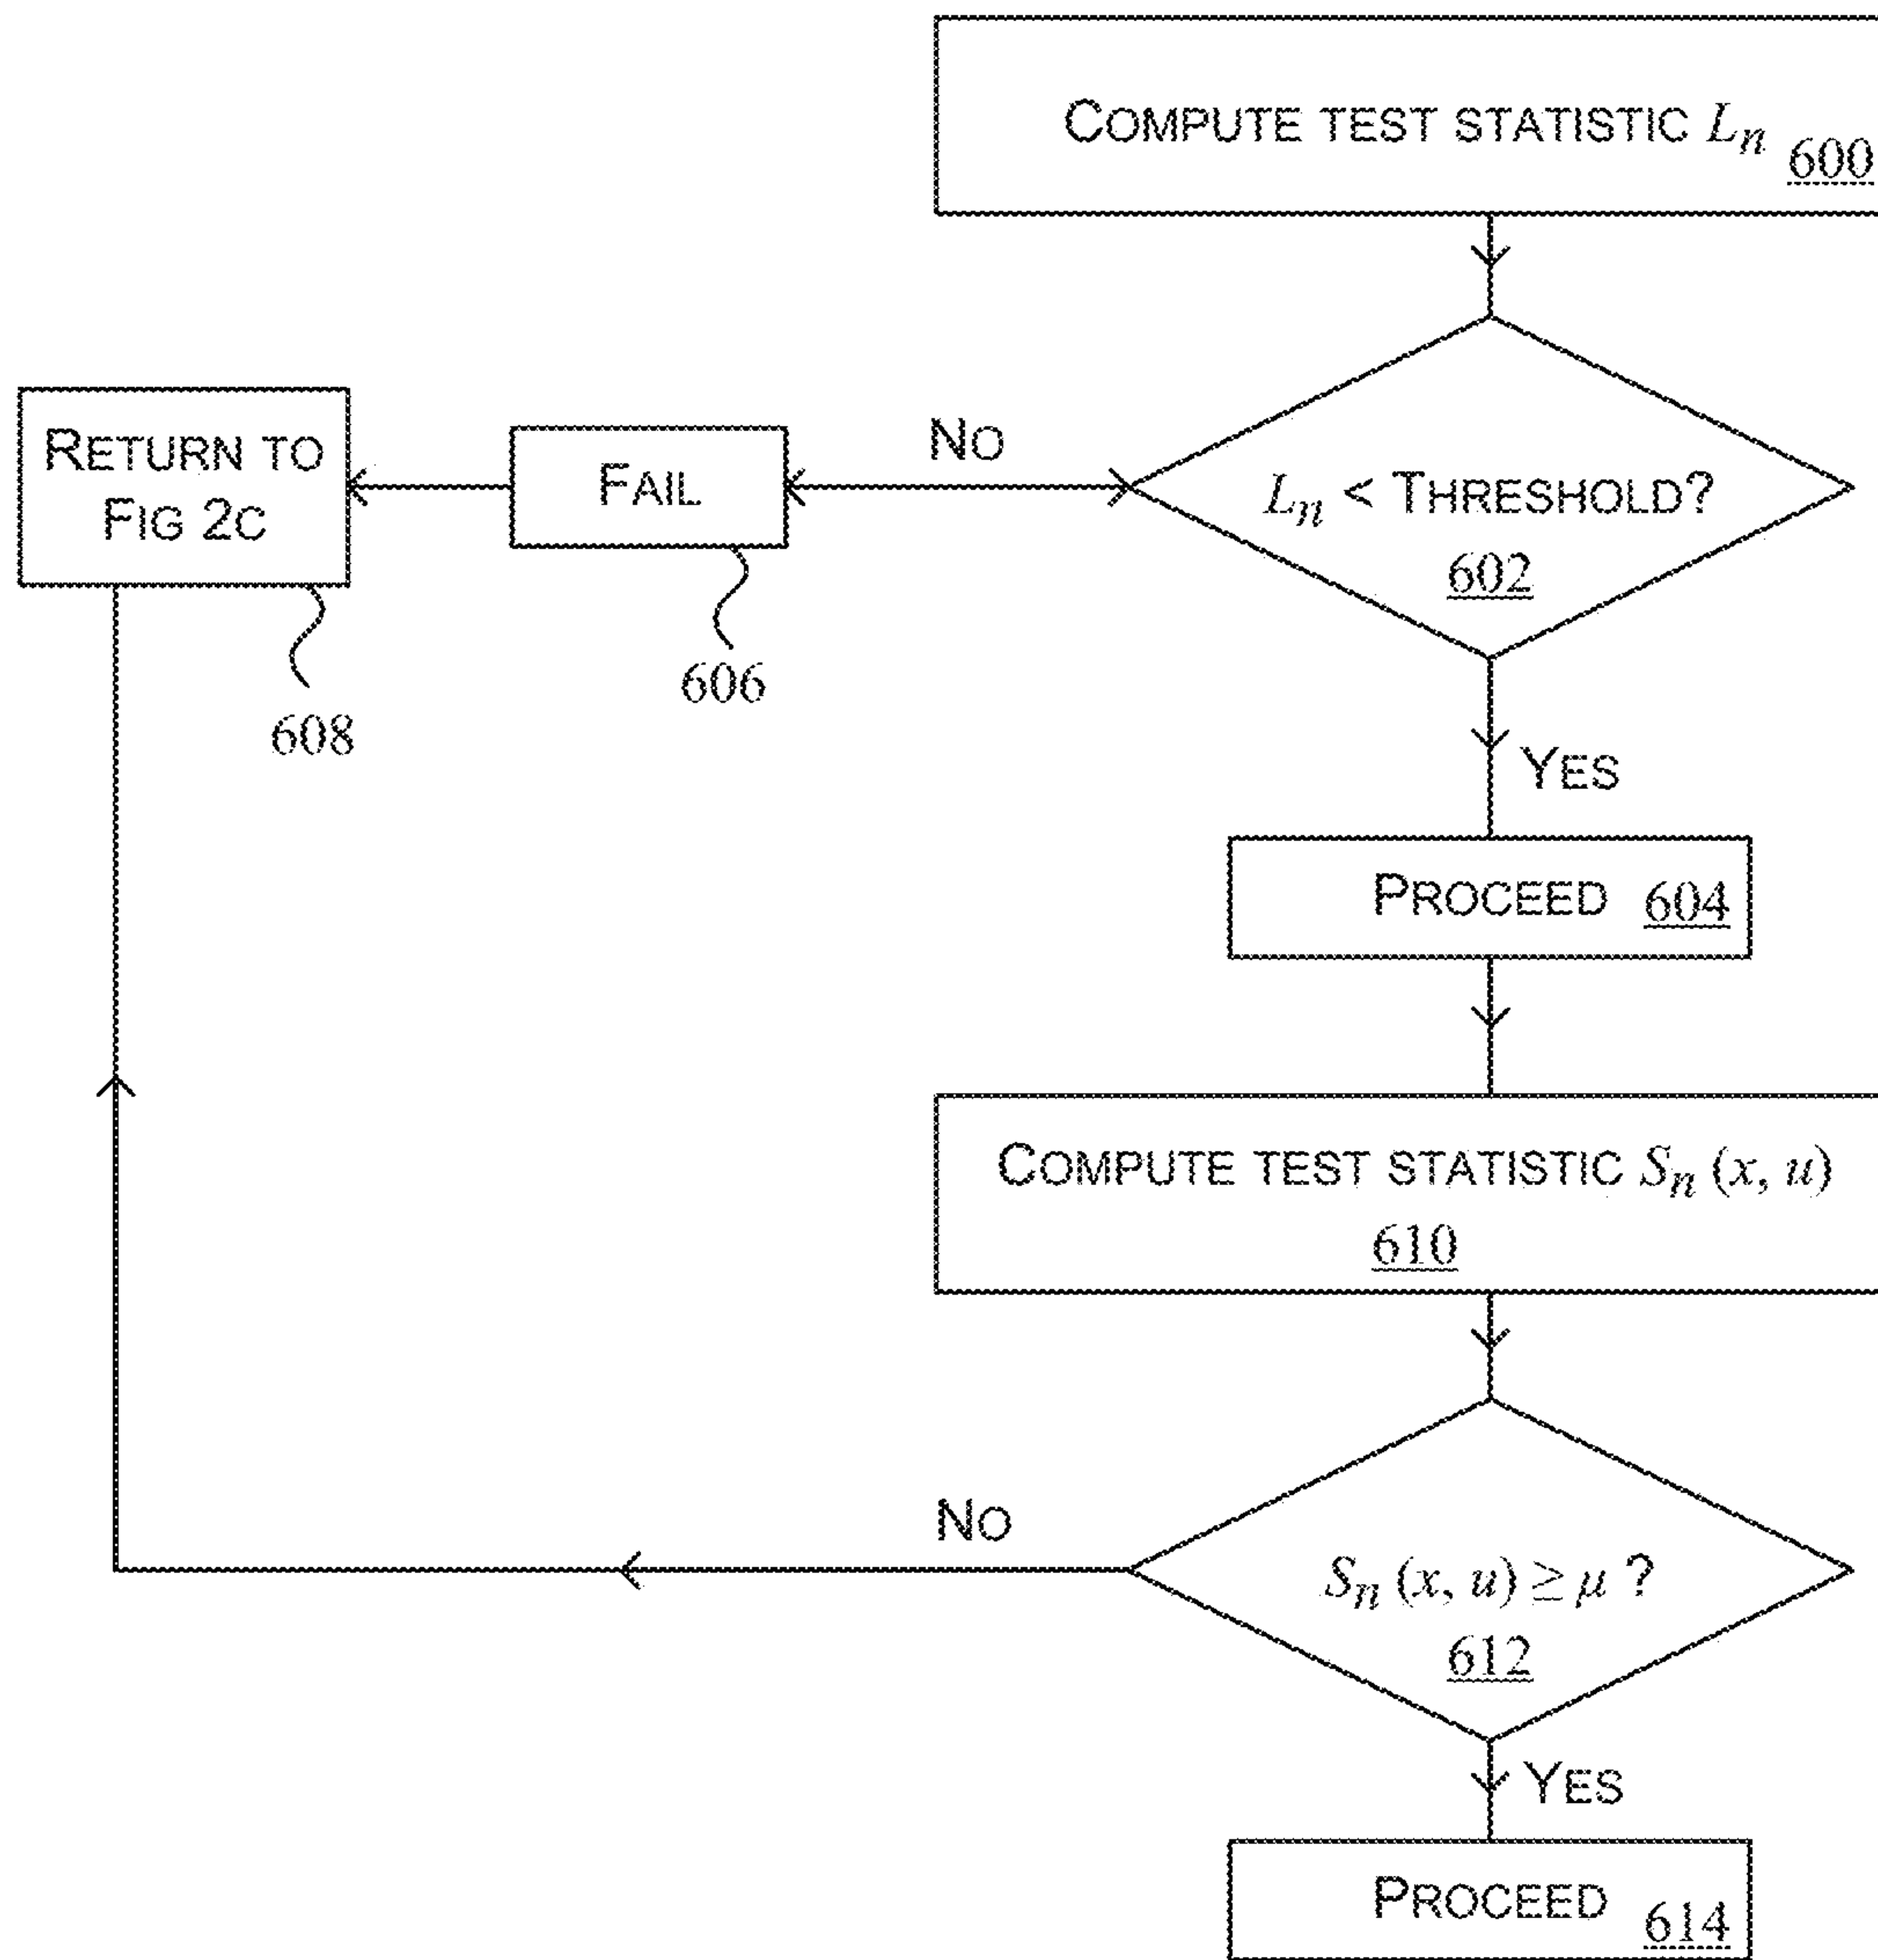 COMPUTE TEST STATISTIC Lₙ 600
RETURN TO
FIG 2C
FAIL
NO
Lₙ < THRESHOLD?
602
606
608
YES
PROCEED 604
COMPUTE TEST STATISTIC Sₙ (x, u)
610
NO
Sₙ (x, u) ≥ μ ?
612
YES
PROCEED 614